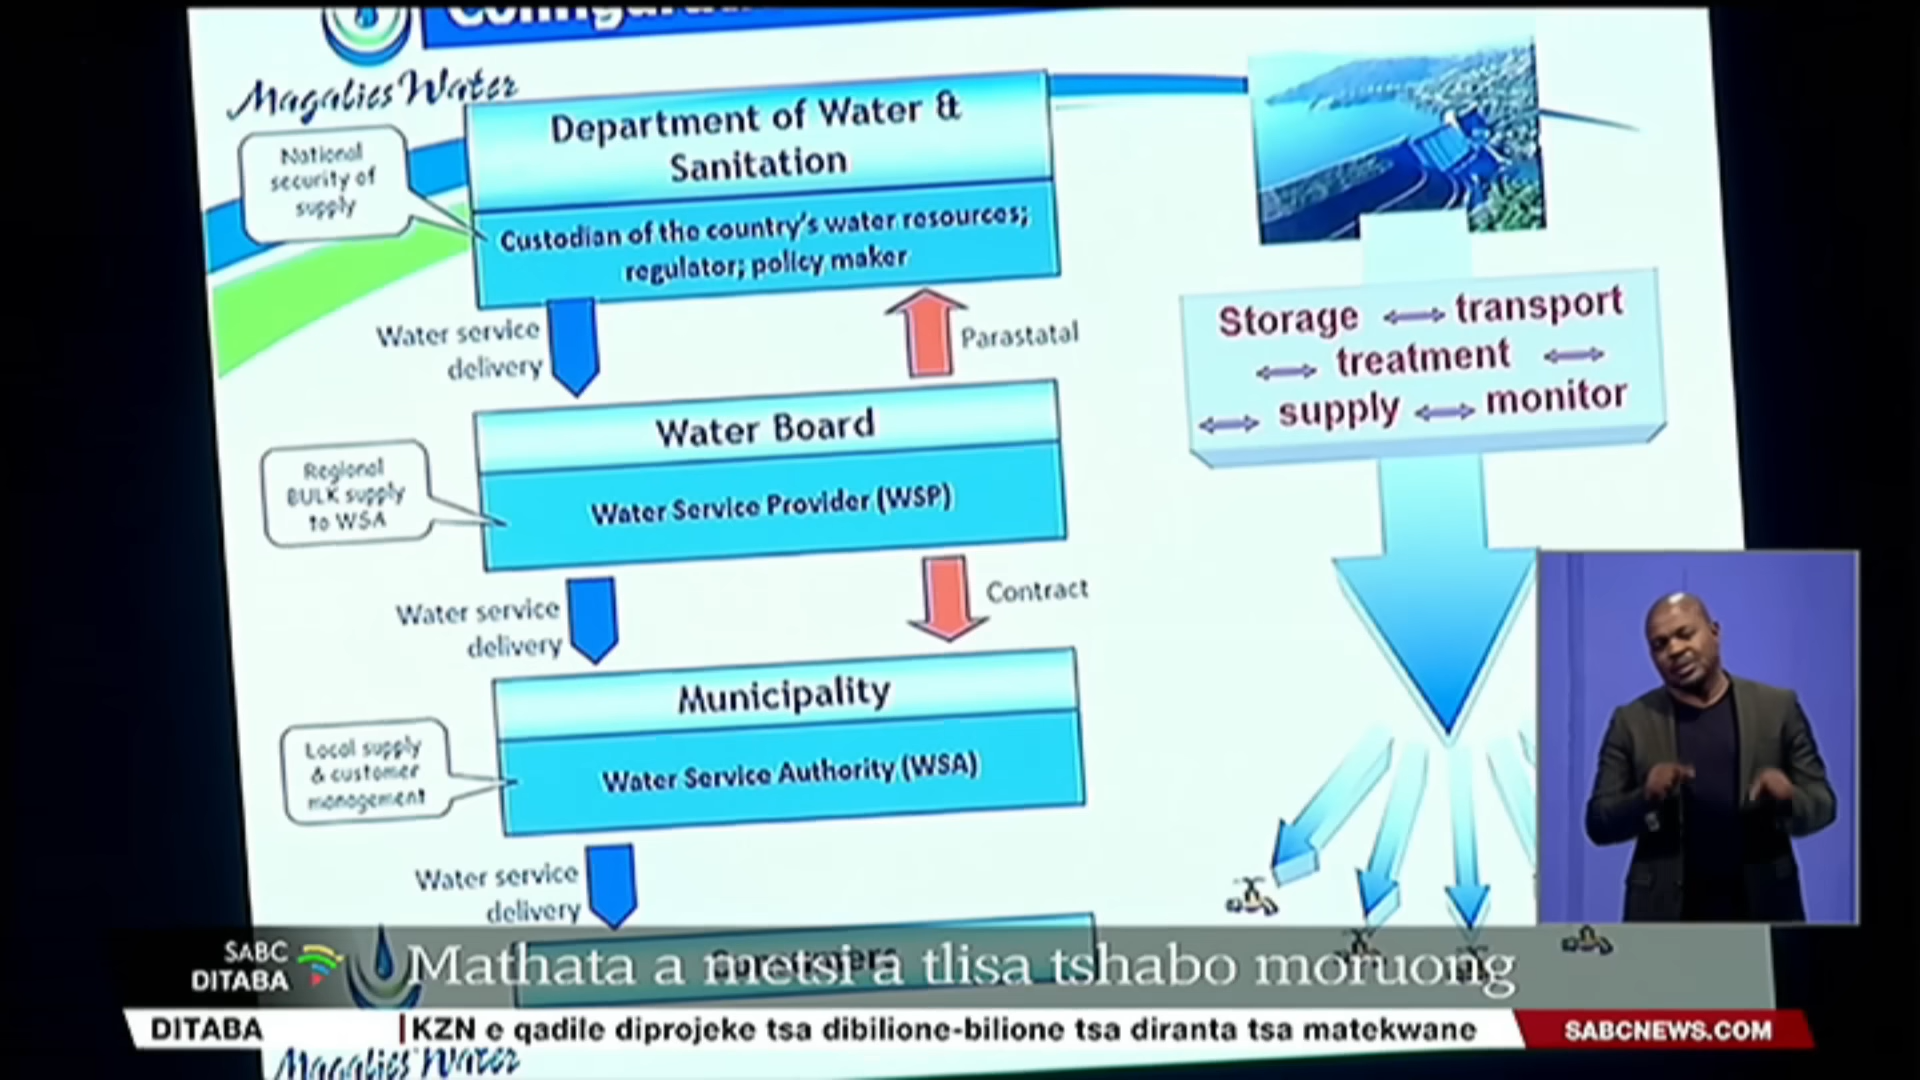 Magalies Water
Department of Water &
Sanitation
Custodian of the country's water resources;
regulator; policy maker
National
security of
supply
Water service
delivery
Parastatal
Water Board
Water Service Provider (WSP)
Regional
BULK supply
to WSA
Water service
delivery
Contract
Municipality
Water Service Authority (WSA)
Local supply
& customer
management
Water service
delivery
Consumers
Storage transport
treatment
supply monitor
SABC
DITABA
Mathata a metsi a tlisa tshabo moruong
DITABA
KZN e qadile diprojeke tsa dibilione-bilione tsa diranta tsa matekwane
SABCNEWS.COM
Magalies Water